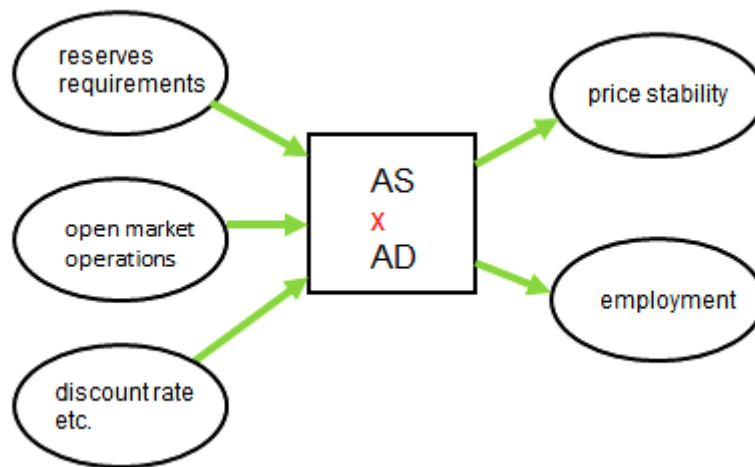 reserves
requirements
open market
operations
discount rate
etc.
AS
x
AD
price stability
employment